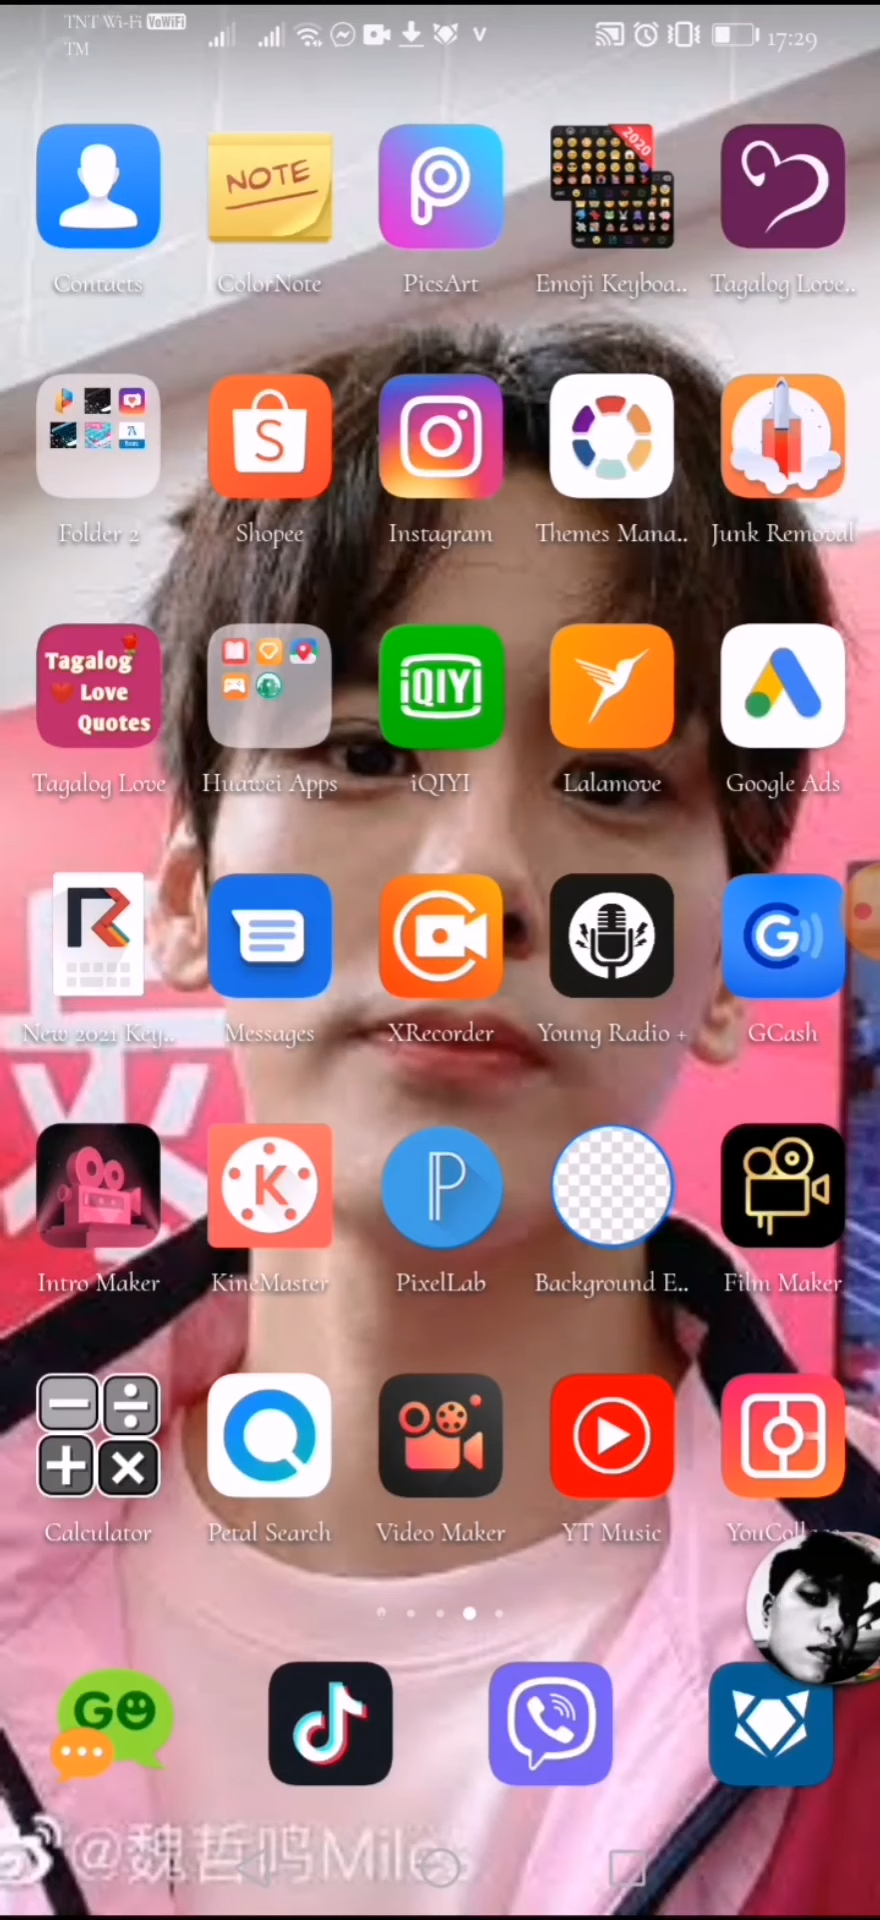 TNT Wi-Fi VoWiFi
TM
17:29
NOTE
2020
Contacts
ColorNote
PicsArt
Emoji Keyboa..
Tagalog Love..
S
Folder 2
Shopee
Instagram
Themes Mana..
Junk Removal
Tagalog
Love
Quotes
iQIYI
Tagalog Love
Huawei Apps
iQIYI
Lalamove
Google Ads
New 2021 Key..
Messages
XRecorder
Young Radio +
GCash
K
Intro Maker
KineMaster
PixelLab
Background E..
Film Maker
Calculator
Petal Search
Video Maker
YT Music
YouColl
GO
@魏哲鸣Miles